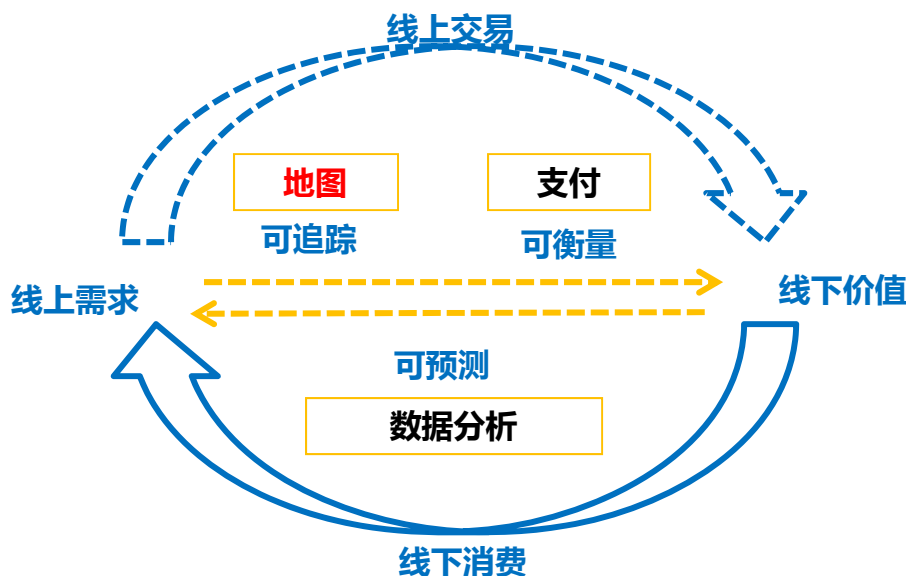 线上交易
地图
支付
可追踪
可衡量
线上需求
线下价值
可预测
数据分析
线下消费